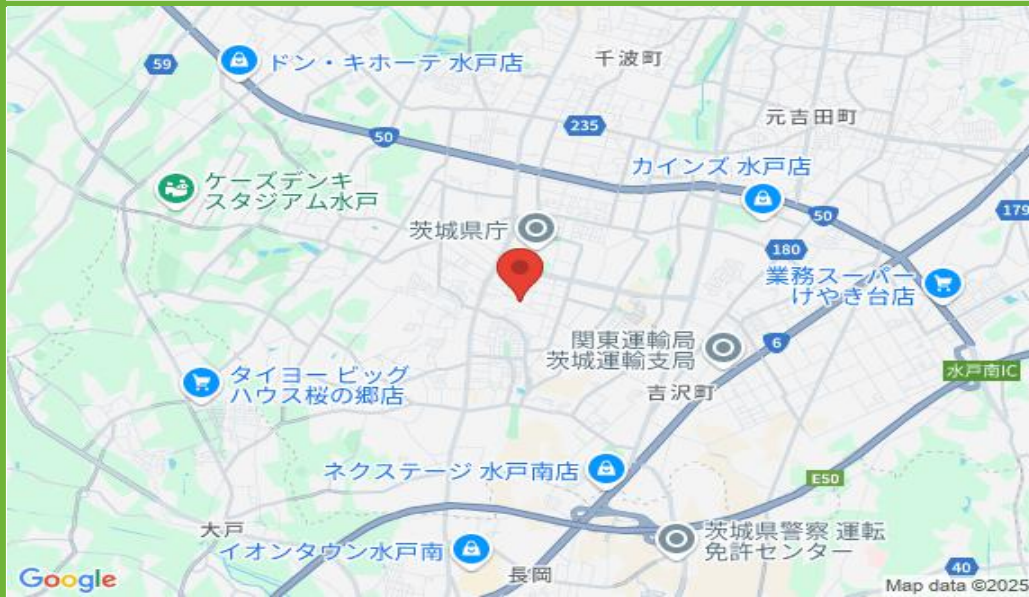 59
ドン・キホーテ 水戸店
千波町
50
235
元吉田町
カインズ 水戸店
ケーズデンキ
スタジアム水戸
茨城県庁
50
179
180
業務スーパー
けやき台店
関東運輸局
茨城運輸支局
6
水戸南IC
タイヨー ビッグ
ハウス桜の郷店
吉沢町
ネクステージ 水戸南店
E50
大戸
イオンタウン水戸南
茨城県警察 運転
免許センター
長岡
40
Google
Map data ©2025